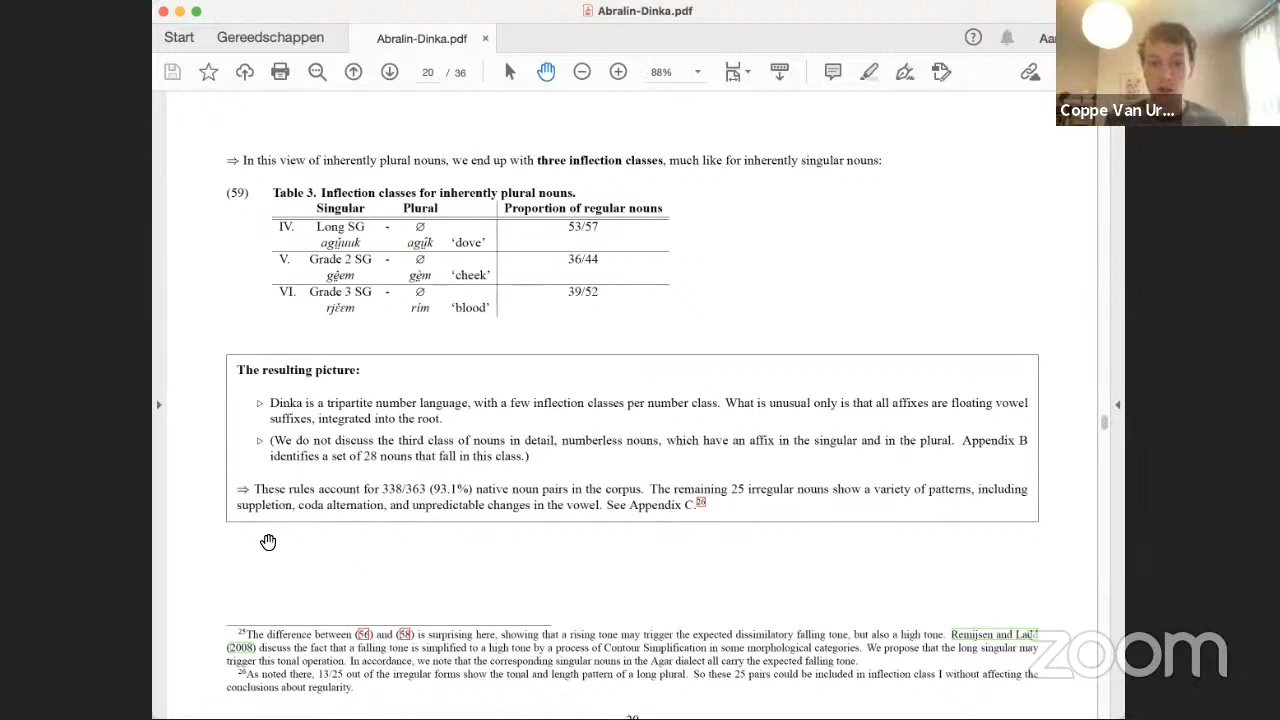 Abralin-Dinka.pdf
Start Gereedschappen Abralin-Dinka.pdf ×
20 / 36 88%
Coppe Van Ur...
⇒ In this view of inherently plural nouns, we end up with three inflection classes, much like for inherently singular nouns:
(59) Table 3. Inflection classes for inherently plural nouns.
Singular Plural Proportion of regular nouns
IV. Long SG - ∅ 53/57
'dove'
V. Grade 2 SG - ∅ 36/44
'cheek'
VI. Grade 3 SG - ∅ 39/52
'blood'
The resulting picture:
▷ Dinka is a tripartite number language, with a few inflection classes per number class. What is unusual only is that all affixes are floating vowel
suffixes, integrated into the root.
▷ (We do not discuss the third class of nouns in detail, numberless nouns, which have an affix in the singular and in the plural. Appendix B
identifies a set of 28 nouns that fall in this class.)
⇒ These rules account for 338/363 (93.1%) native noun pairs in the corpus. The remaining 25 irregular nouns show a variety of patterns, including
suppletion, coda alternation, and unpredictable changes in the vowel. See Appendix C.26
25The difference between (56) and (58) is surprising here, showing that a rising tone may trigger the expected dissimilatory falling tone, but also a high tone. Remijsen and Ladd
(2008) discuss the fact that a falling tone is simplified to a high tone by a process of Contour Simplification in some morphological categories. We propose that the long singular may
trigger this tonal operation. In accordance, we note that the corresponding singular nouns in the Agar dialect all carry the expected falling tone.
26As noted there, 13/25 out of the irregular forms show the tonal and length pattern of a long plural. So these 25 pairs could be included in inflection class I without affecting the
conclusions about regularity.
zoom